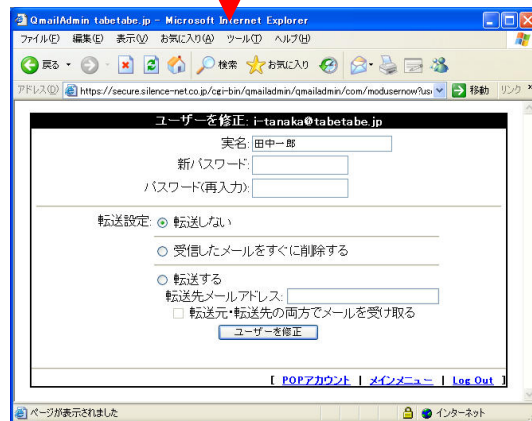 QmailAdmin tabetabe.jp - Microsoft Internet Explorer
ファイル(F) 編集(E) 表示(V) お気に入り(A) ツール(T) ヘルプ(H)
戻る 検索 お気に入り
アドレス(D) https://secure.silence-net.co.jp/cgi-bin/qmailadmin/qmailadmin/com/modusernow?use 移動 リンク »
ユーザーを修正: i-tanaka@tabetabe.jp
実名: 田中一郎
新パスワード:
パスワード(再入力):
転送設定: 転送しない
受信したメールをすぐに削除する
転送する
転送先メールアドレス:
転送元・転送先の両方でメールを受け取る
ユーザーを修正
[ POPアカウント | メインメニュー | Log Out ]
ページが表示されました インターネット